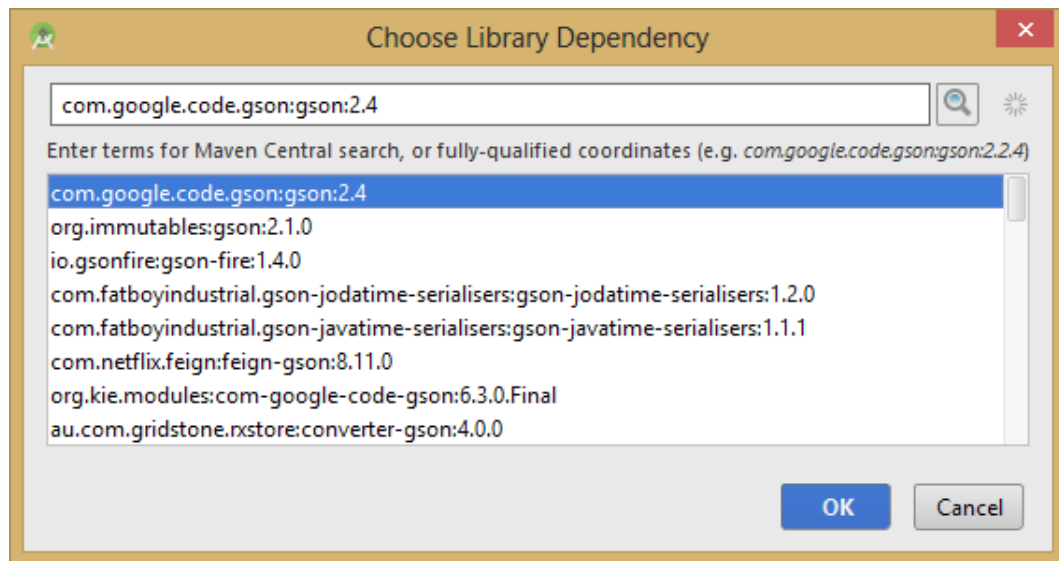 Choose Library Dependency
com.google.code.gson:gson:2.4
Enter terms for Maven Central search, or fully-qualified coordinates (e.g. com.google.code.gson:gson:2.2.4)
com.google.code.gson:gson:2.4
org.immutables:gson:2.1.0
io.gsonfire:gson-fire:1.4.0
com.fatboyindustrial.gson-jodatime-serialisers:gson-jodatime-serialisers:1.2.0
com.fatboyindustrial.gson-javatime-serialisers:gson-javatime-serialisers:1.1.1
com.netflix.feign:feign-gson:8.11.0
org.kie.modules:com-google-code-gson:6.3.0.Final
au.com.gridstone.rxstore:converter-gson:4.0.0
OK Cancel